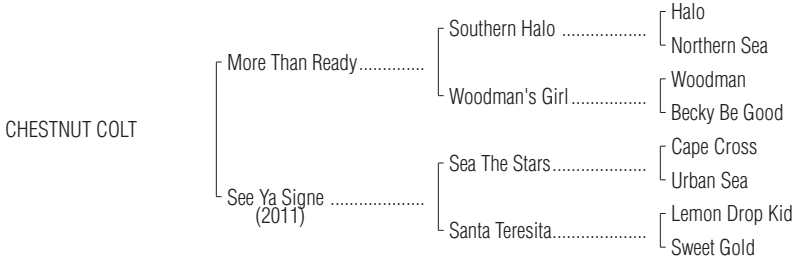 Halo
Southern Halo ..................
Northern Sea
More Than Ready..............
Woodman
Woodman's Girl................
Becky Be Good
CHESTNUT COLT
Cape Cross
Sea The Stars....................
Urban Sea
See Ya Signe ....................
(2011)
Lemon Drop Kid
Santa Teresita....................
Sweet Gold